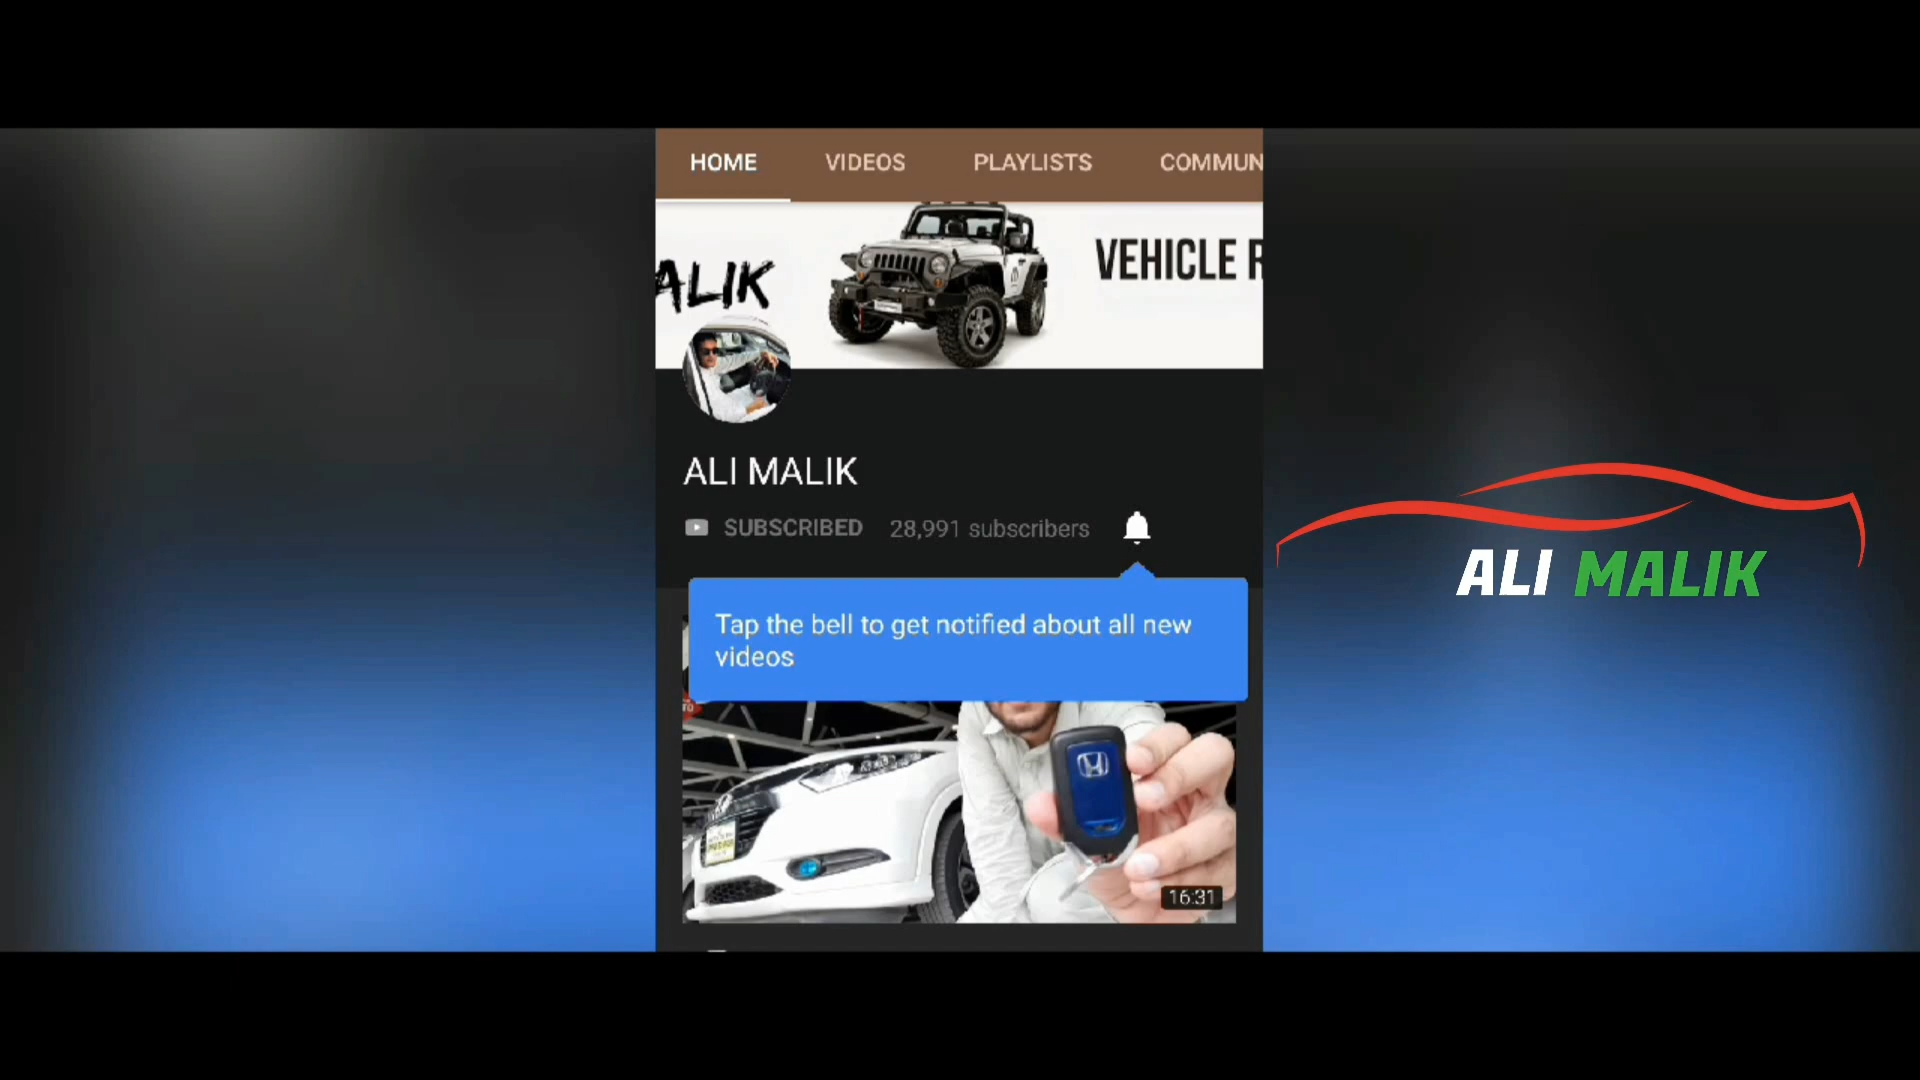 HOME VIDEOS PLAYLISTS COMMUN
ALIK
VEHICLE R
ALI MALIK
SUBSCRIBED 28,991 subscribers
Tap the bell to get notified about all new
videos
16:31
ALI MALIK